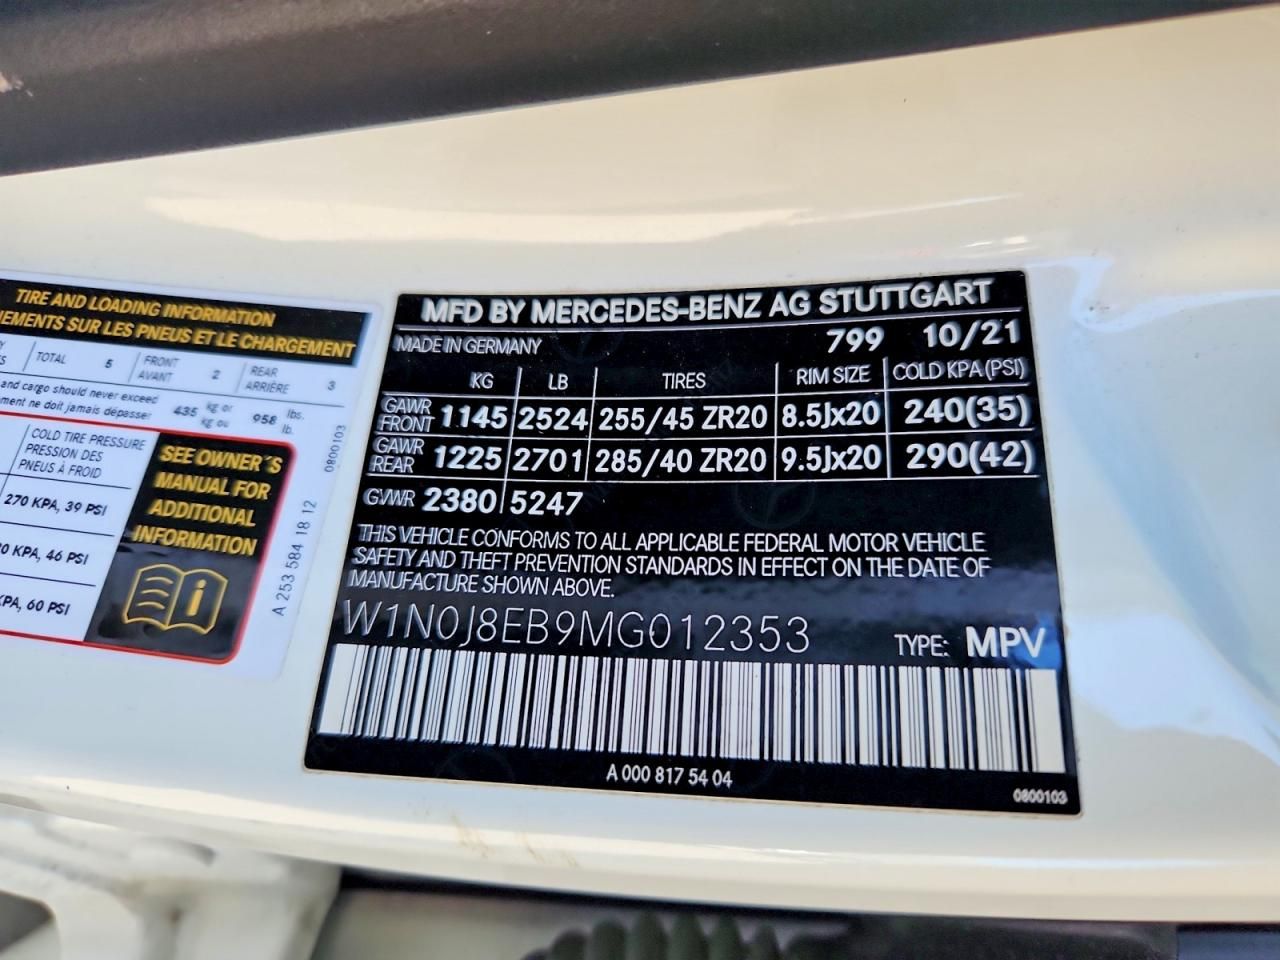 TIRE AND LOADING INFORMATION
SUR LES PNEUS ET LE CHARGEMENT
TOTAL 5 FRONT AVANT 2 REAR ARRIÈRE 3
and cargo should never exceed
ne doit jamais dépasser
435 kg or kg ou 958 lbs. lb.
0800103
COLD TIRE PRESSURE
PRESSION DES
PNEUS À FROID
270 KPA, 39 PSI
KPA, 46 PSI
KPA, 60 PSI
SEE OWNER'S
MANUAL FOR
ADDITIONAL
INFORMATION
A 253 584 18 12
MFD BY MERCEDES-BENZ AG STUTTGART
MADE IN GERMANY 799 10/21
KG LB TIRES RIM SIZE COLD KPA (PSI)
GAWR FRONT 1145 2524 255/45 ZR20 8.5Jx20 240(35)
GAWR REAR 1225 2701 285/40 ZR20 9.5Jx20 290(42)
GVWR 2380 5247
THIS VEHICLE CONFORMS TO ALL APPLICABLE FEDERAL MOTOR VEHICLE
SAFETY AND THEFT PREVENTION STANDARDS IN EFFECT ON THE DATE OF
MANUFACTURE SHOWN ABOVE.
W1N0J8EB9MG012353 TYPE: MPV
A 000 817 54 04
0800103